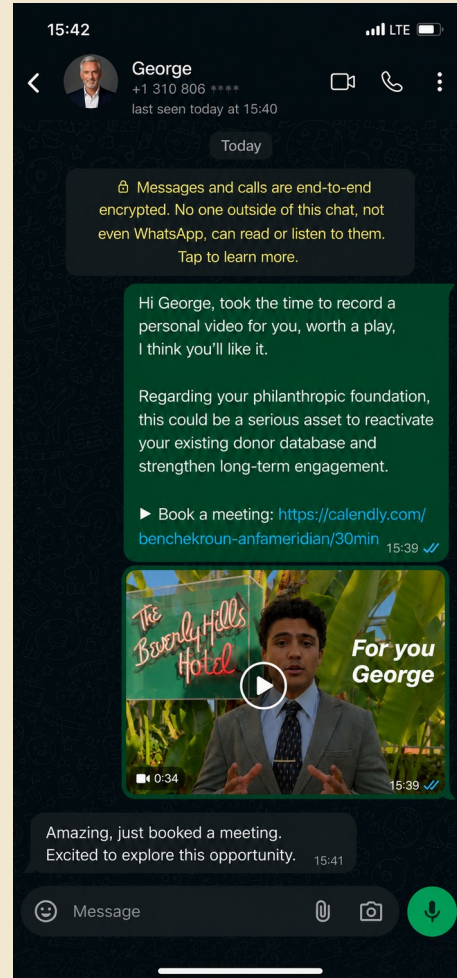 15:42
LTE
George
+1 310 806 ****
last seen today at 15:40
Today
Messages and calls are end-to-end
encrypted. No one outside of this chat, not
even WhatsApp, can read or listen to them.
Tap to learn more.
Hi George, took the time to record a
personal video for you, worth a play,
I think you’ll like it.
Regarding your philanthropic foundation,
this could be a serious asset to reactivate
your existing donor database and
strengthen long-term engagement.
▶ Book a meeting: https://calendly.com/
benchekroun-anfameridian/30min
15:39
The
Beverly Hills
Hotel
For you
George
0:34
15:39
Amazing, just booked a meeting.
Excited to explore this opportunity.
15:41
Message